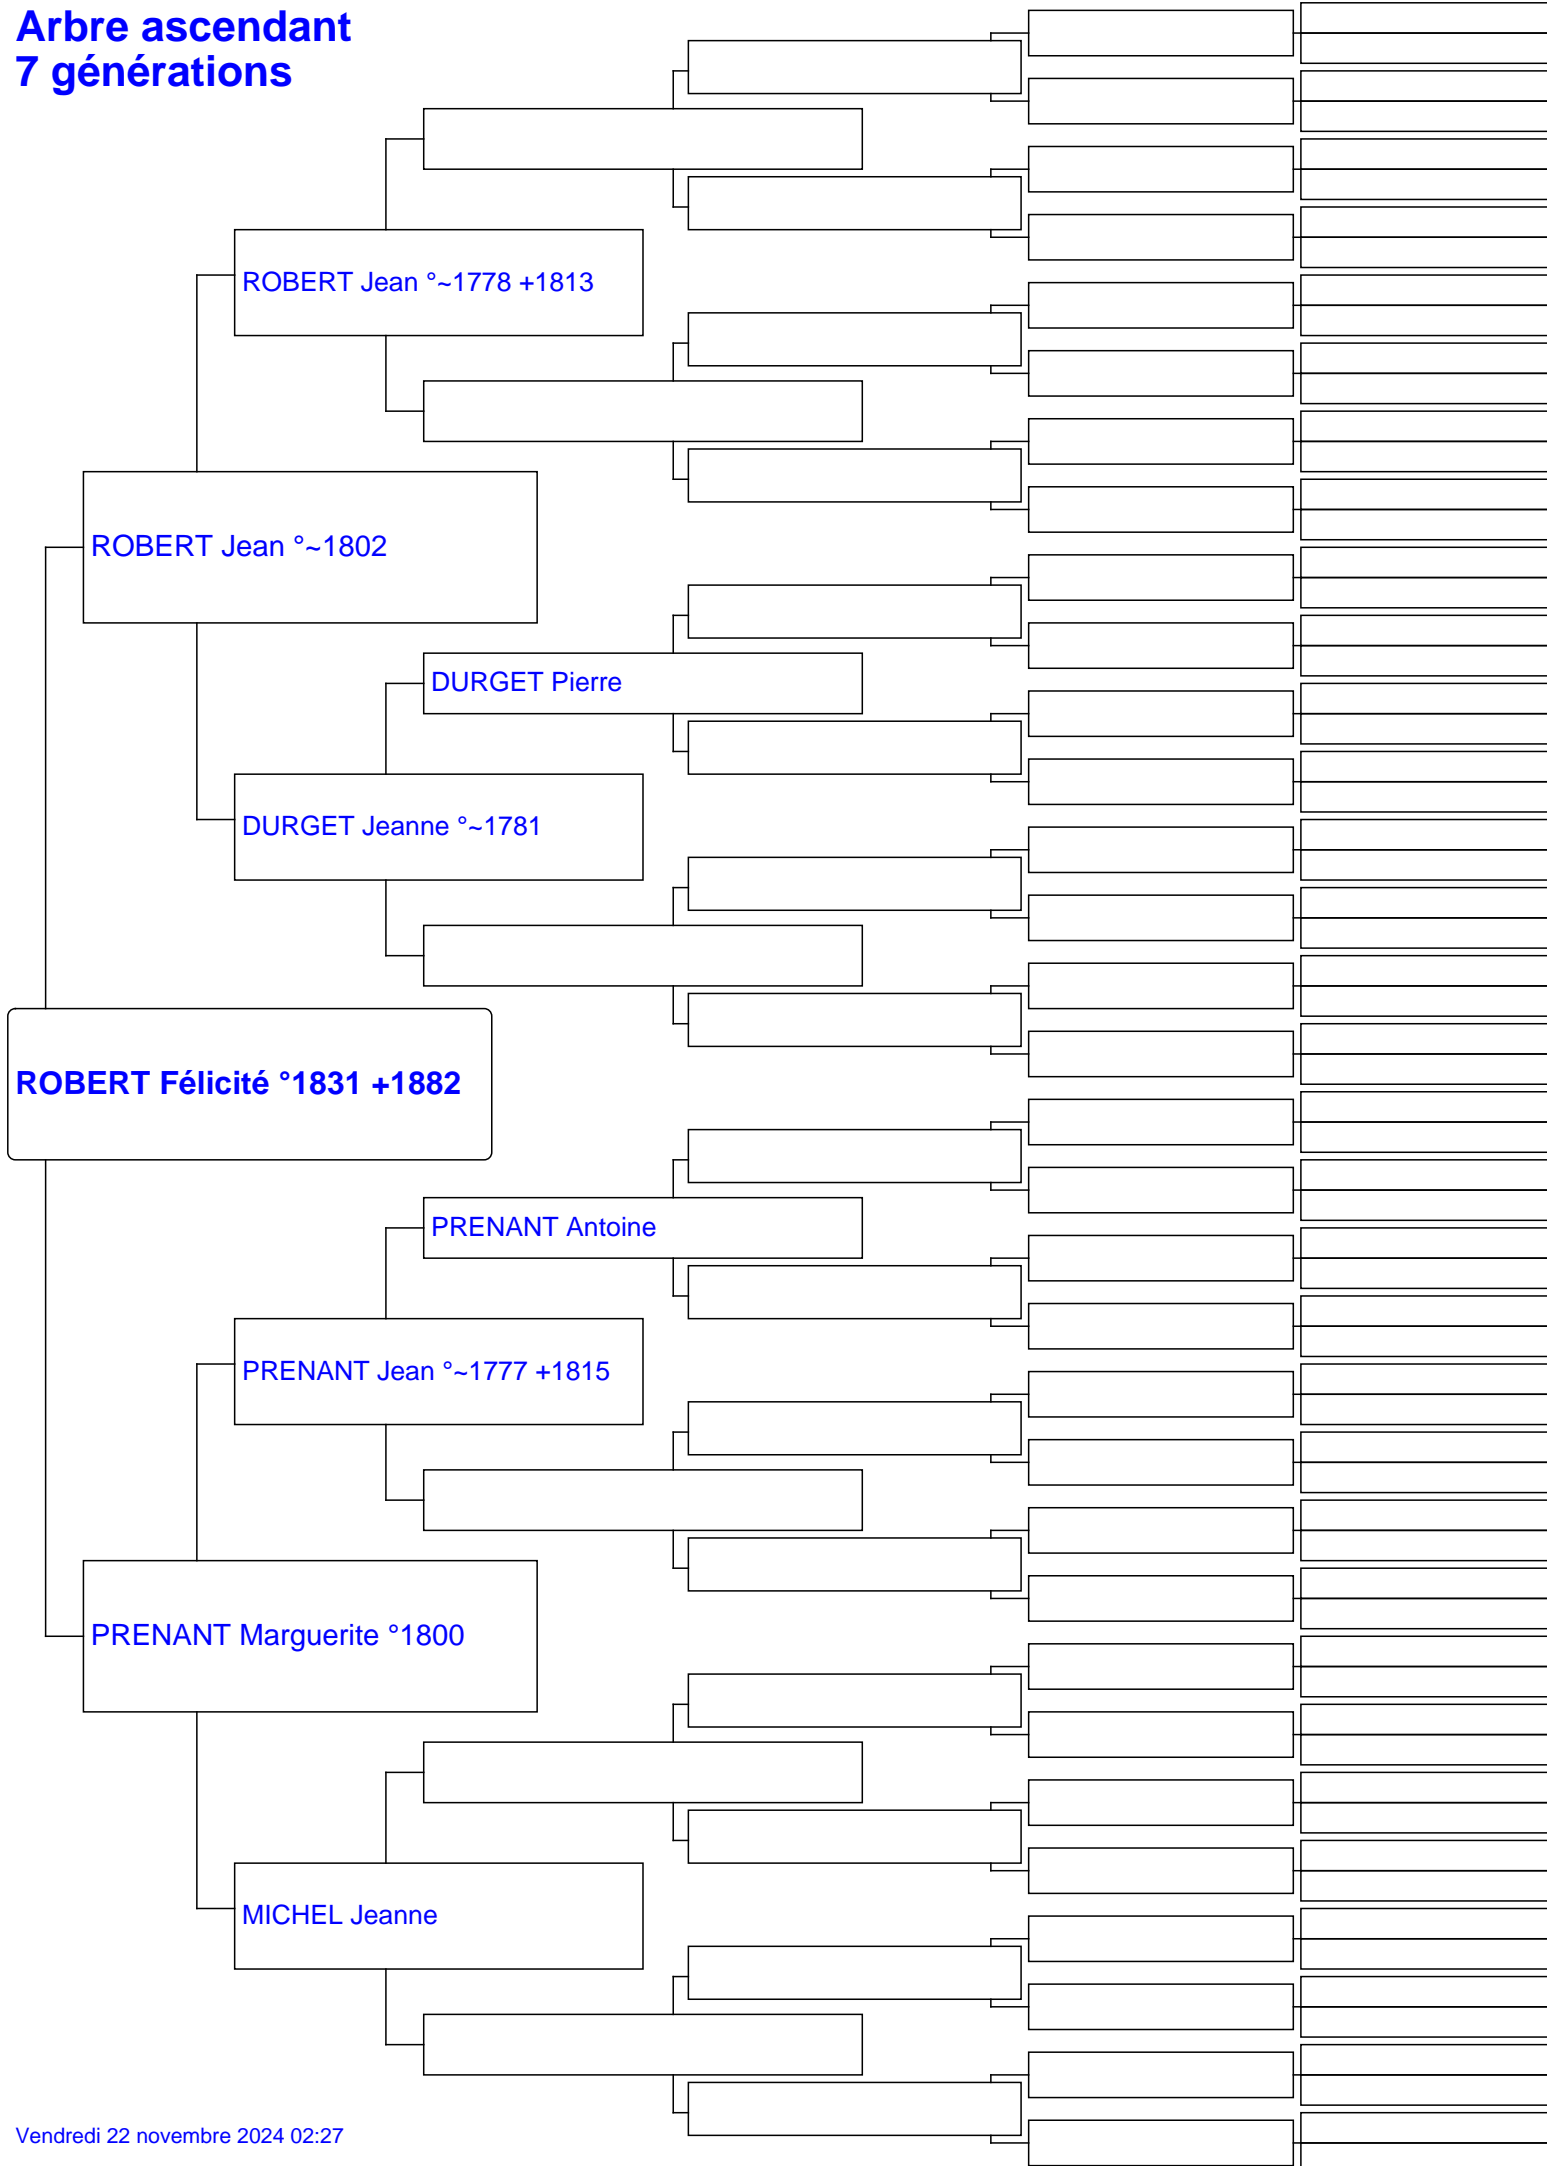 Arbre ascendant
7 générations
ROBERT Jean °~1778 +1813
ROBERT Jean °~1802
DURGET Pierre
DURGET Jeanne °~1781
ROBERT Félicité °1831 +1882
PRENANT Antoine
PRENANT Jean °~1777 +1815
PRENANT Marguerite °1800
MICHEL Jeanne
Vendredi 22 novembre 2024 02:27